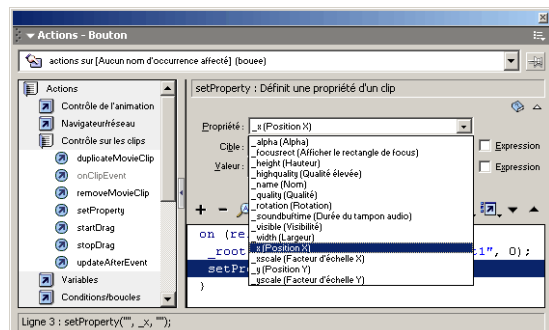 Actions - Bouton
actions sur [Aucun nom d'occurrence affecté] (bouee)
Actions
Contrôle de l'animation
Navigateur/réseau
Contrôle sur les clips
duplicateMovieClip
onClipEvent
removeMovieClip
setProperty
startDrag
stopDrag
updateAfterEvent
Variables
Conditions/boucles
setProperty : Définit une propriété d'un clip
Propriété : _x (Position X)
Cible :
Expression
Valeur :
Expression
_alpha (Alpha)
_focusrect (Afficher le rectangle de focus)
_height (Hauteur)
_highquality (Qualité élevée)
_name (Nom)
_quality (Qualité)
_rotation (Rotation)
_soundbuftime (Durée du tampon audio)
_visible (Visibilité)
_width (Largeur)
_x (Position X)
_xscale (Facteur d'échelle X)
_y (Position Y)
_yscale (Facteur d'échelle Y)
on (re
_root 1", 0);
setPr
}
Ligne 3 : setProperty("", _x, "");